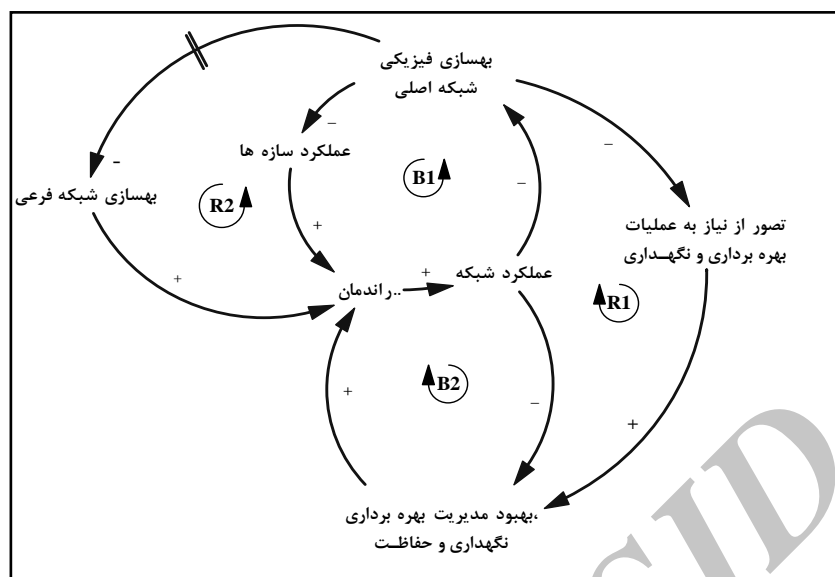 بهسازی فیزیکی
شبکه اصلی
–
–
-
عملکرد سازه ها
B1
R2
بهسازی شبکه فرعی
–
+
تصور از نیاز به عملیات
بهره برداری و نگهـداری
+
راندمان..
+
عملکرد شبکه
R1
B2
+
–
+
بهبود مدیریت بهره برداری،
نگهداری و حفاظـت
SID